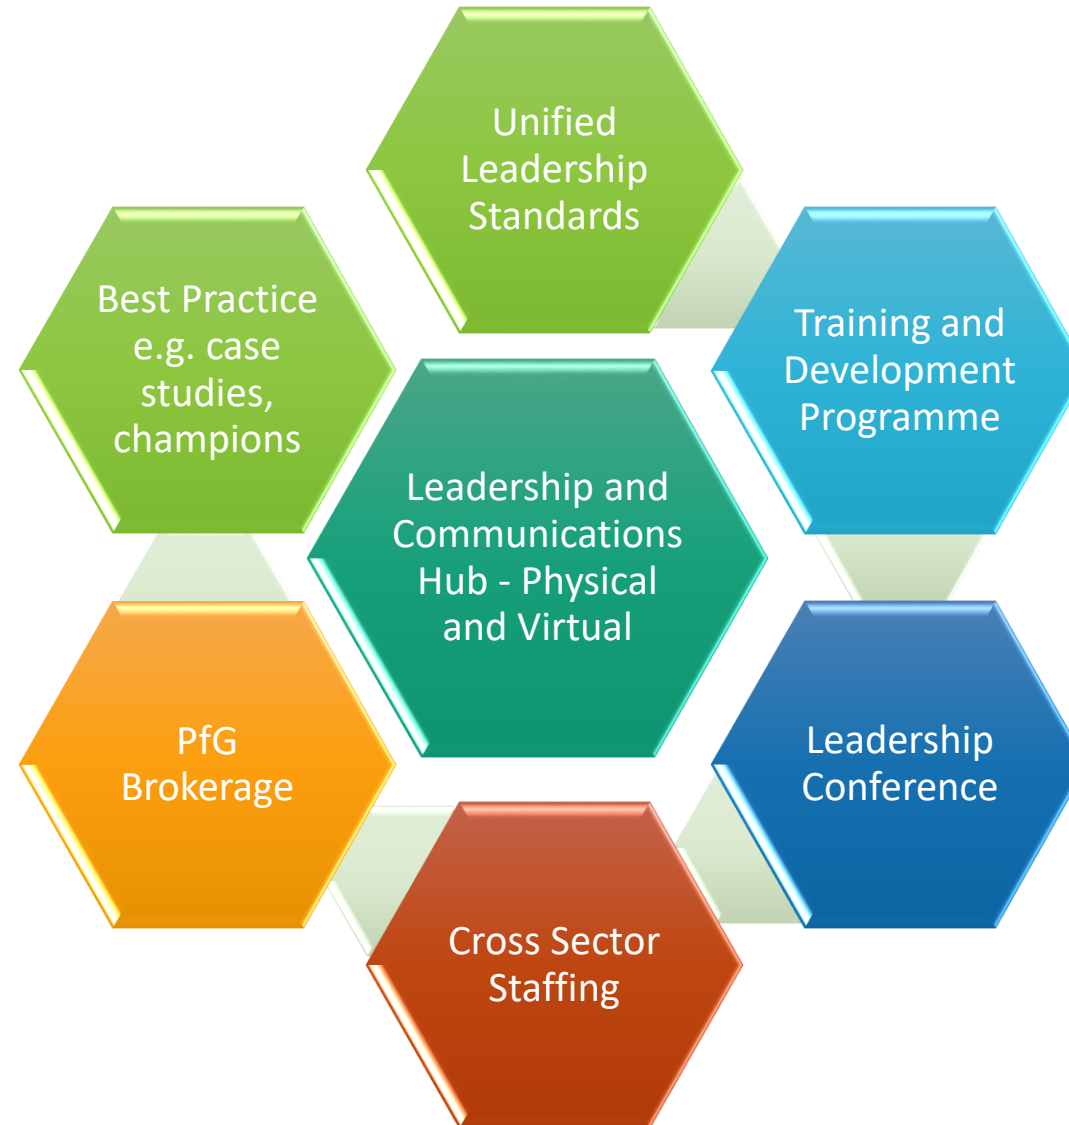 Unified
Leadership
Standards
Best Practice
e.g. case
studies,
champions
Training and
Development
Programme
Leadership and
Communications
Hub - Physical
and Virtual
PfG
Brokerage
Leadership
Conference
Cross Sector
Staffing